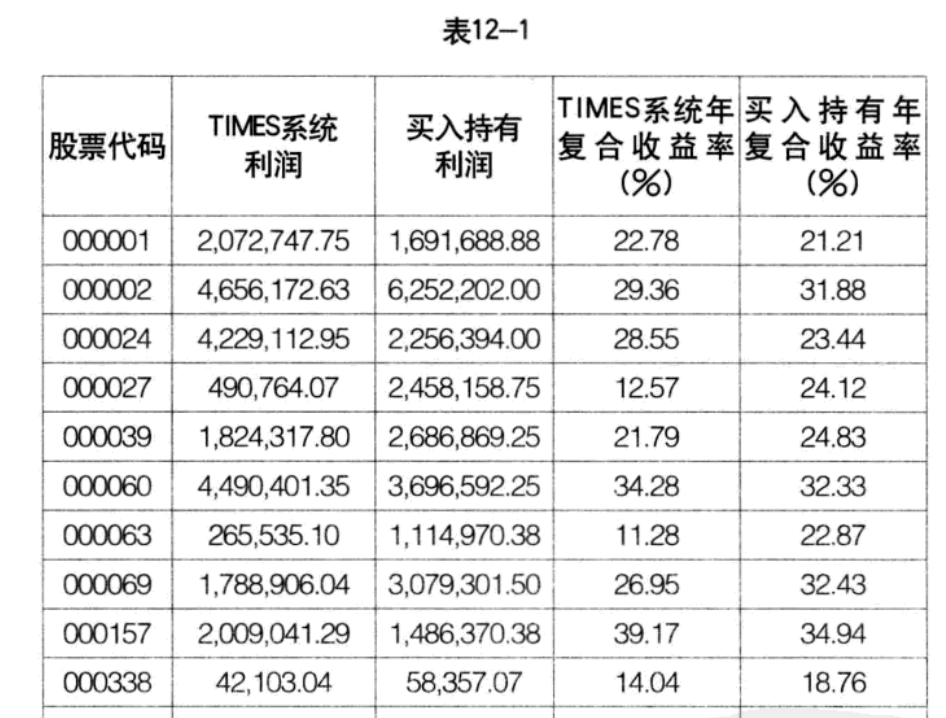 表12—1
股票代码 TIMES系统利润 买入持有利润 TIMES系统年复合收益率(%) 买入持有年复合收益率(%)
000001 2,072,747.75 1,691,688.88 22.78 21.21
000002 4,656,172.63 6,252,202.00 29.36 31.88
000024 4,229,112.95 2,256,394.00 28.55 23.44
000027 490,764.07 2,458,158.75 12.57 24.12
000039 1,824,317.80 2,686,869.25 21.79 24.83
000060 4,490,401.35 3,696,592.25 34.28 32.33
000063 265,535.10 1,114,970.38 11.28 22.87
000069 1,788,906.04 3,079,301.50 26.95 32.43
000157 2,009,041.29 1,486,370.38 39.17 34.94
000338 42,103.04 58,357.07 14.04 18.76